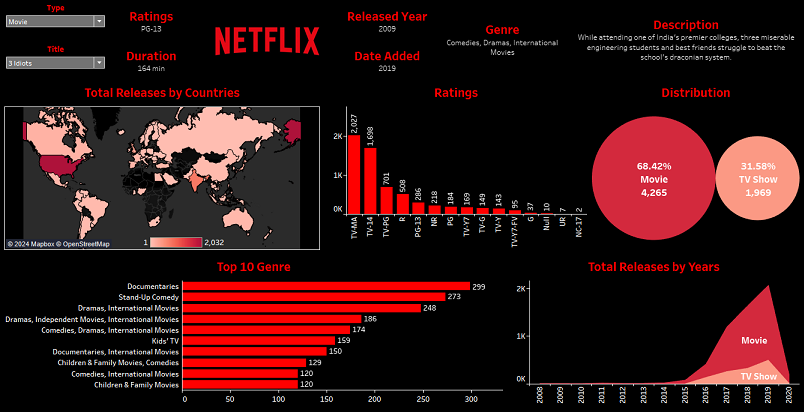 Type
Movie
Title
3 Idiots
Ratings
PG-13
Duration
164 min
NETFLIX
Released Year
2009
Date Added
2019
Genre
Comedies, Dramas, International
Movies
Description
While attending one of India's premier colleges, three miserable
engineering students and best friends struggle to beat the
school's draconian system.
Total Releases by Countries
© 2024 Mapbox © OpenStreetMap
1 2,032
Ratings
2K
1K
0K
2,027
1,698
701
508
286
218
184
169
149
143
95
37
10
7
2
TV-MA
TV-14
TV-PG
R
PG-13
NR
PG
TV-Y7
TV-G
TV-Y
TV-Y7-FV
G
Null
UR
NC-17
Distribution
68.42%
Movie
4,265
31.58%
TV Show
1,969
Top 10 Genre
Documentaries 299
Stand-Up Comedy 273
Dramas, International Movies 248
Dramas, Independent Movies, International Movies 186
Comedies, Dramas, International Movies 174
Kids' TV 159
Documentaries, International Movies 150
Children & Family Movies, Comedies 129
Comedies, International Movies 120
Children & Family Movies 120
0 50 100 150 200 250 300
Total Releases by Years
2K
1K
0K
Movie
TV Show
2008
2009
2010
2011
2012
2013
2014
2015
2016
2017
2018
2019
2020